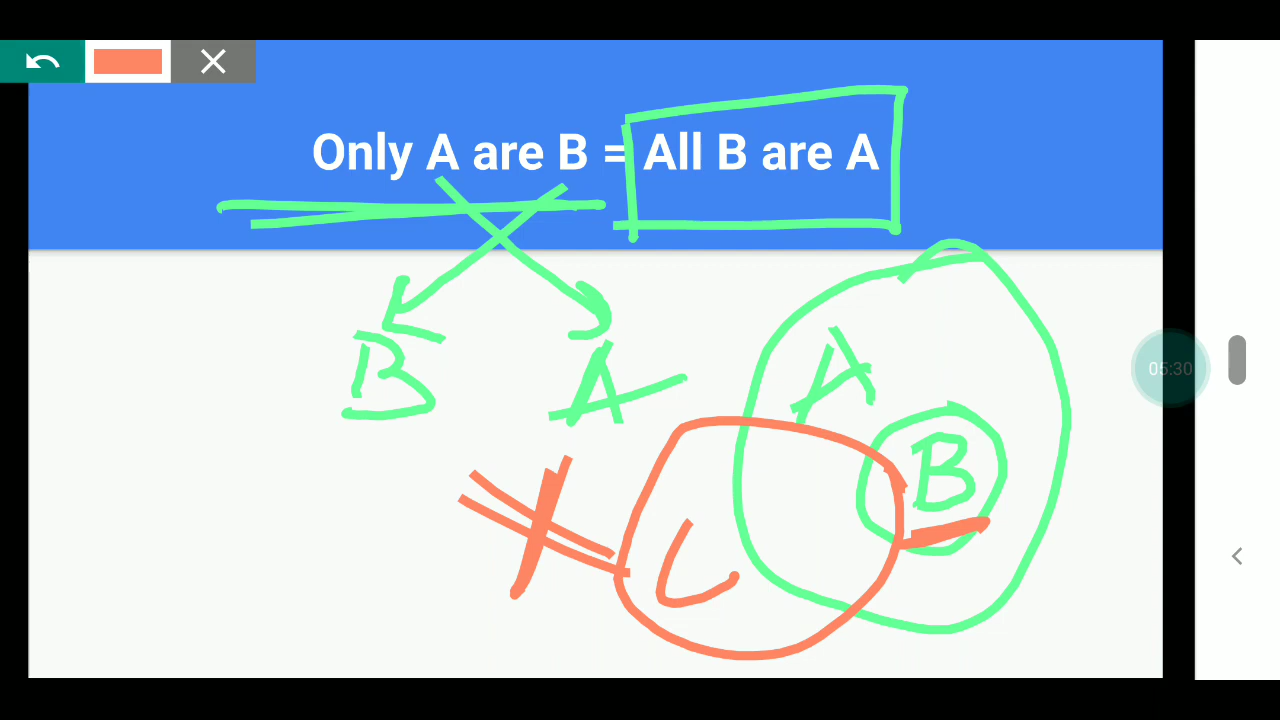 Only A are B = All B are A
B A
A
B
C
05:30